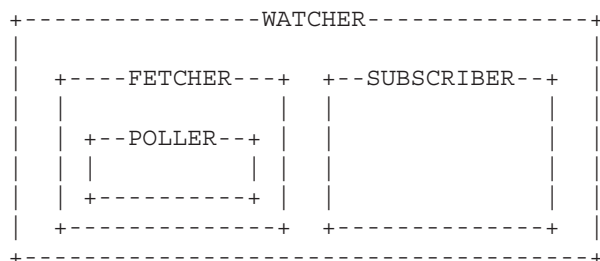 +----------------WATCHER---------------+
|                                      |
|  +----FETCHER---+  +--SUBSCRIBER--+  |
|  |              |  |              |  |
|  | +--POLLER--+ |  |              |  |
|  | |          | |  |              |  |
|  | +----------+ |  |              |  |
|  +--------------+  +--------------+  |
+--------------------------------------+